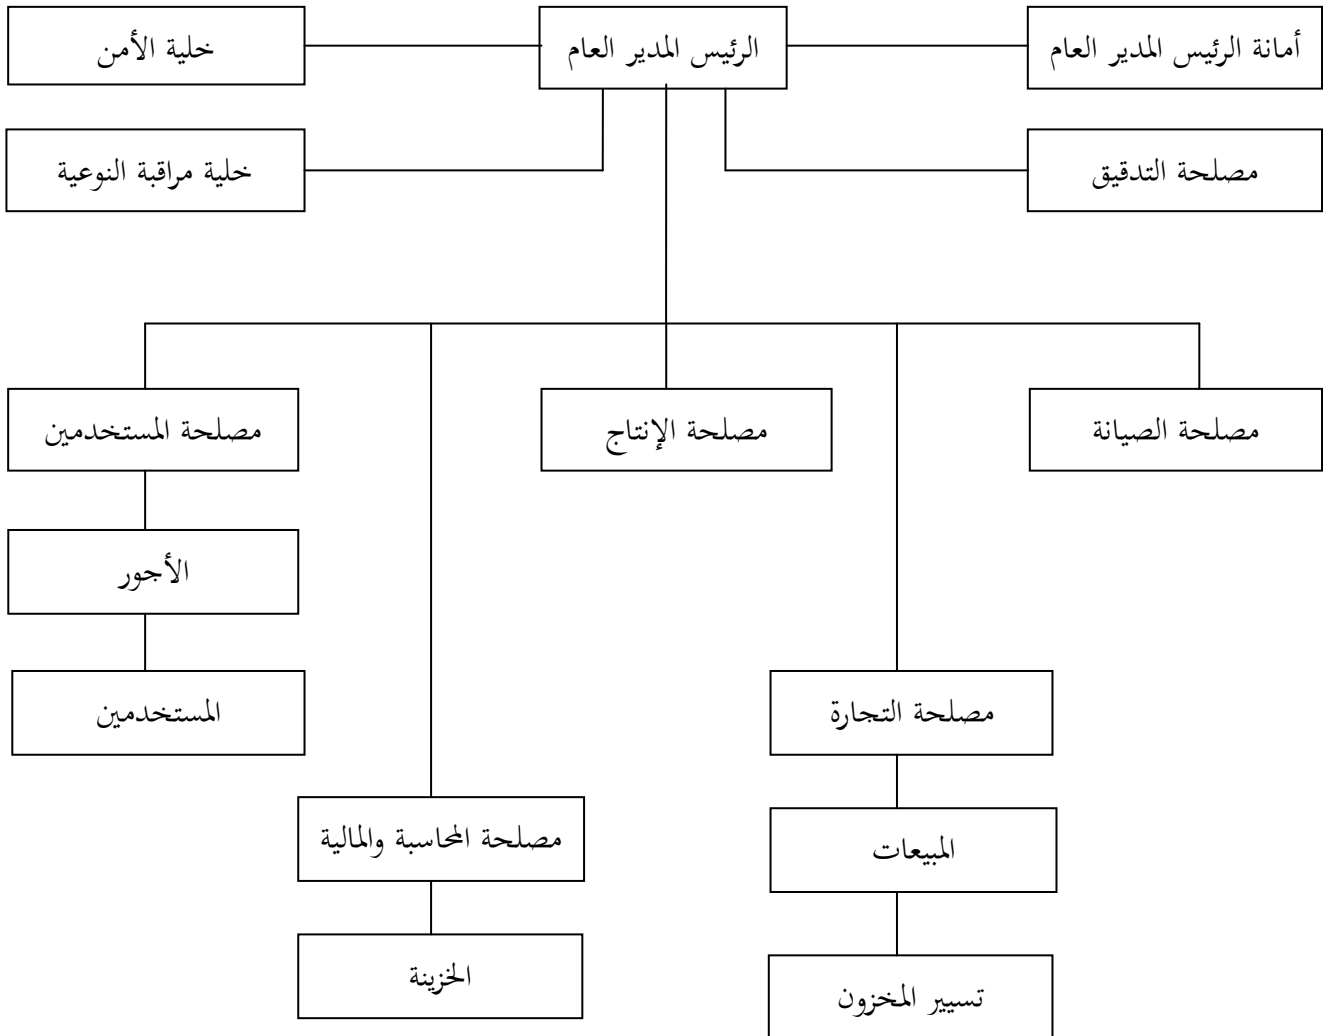 أمانة الرئيس المدير العام
الرئيس المدير العام
خلية الأمن
مصلحة التدقيق
خلية مراقبة النوعية
مصلحة الصيانة
مصلحة الإنتاج
مصلحة المستخدمين
الأجور
مصلحة التجارة
المستخدمين
مصلحة المحاسبة والمالية
المبيعات
الخزينة
تسيير المخزون